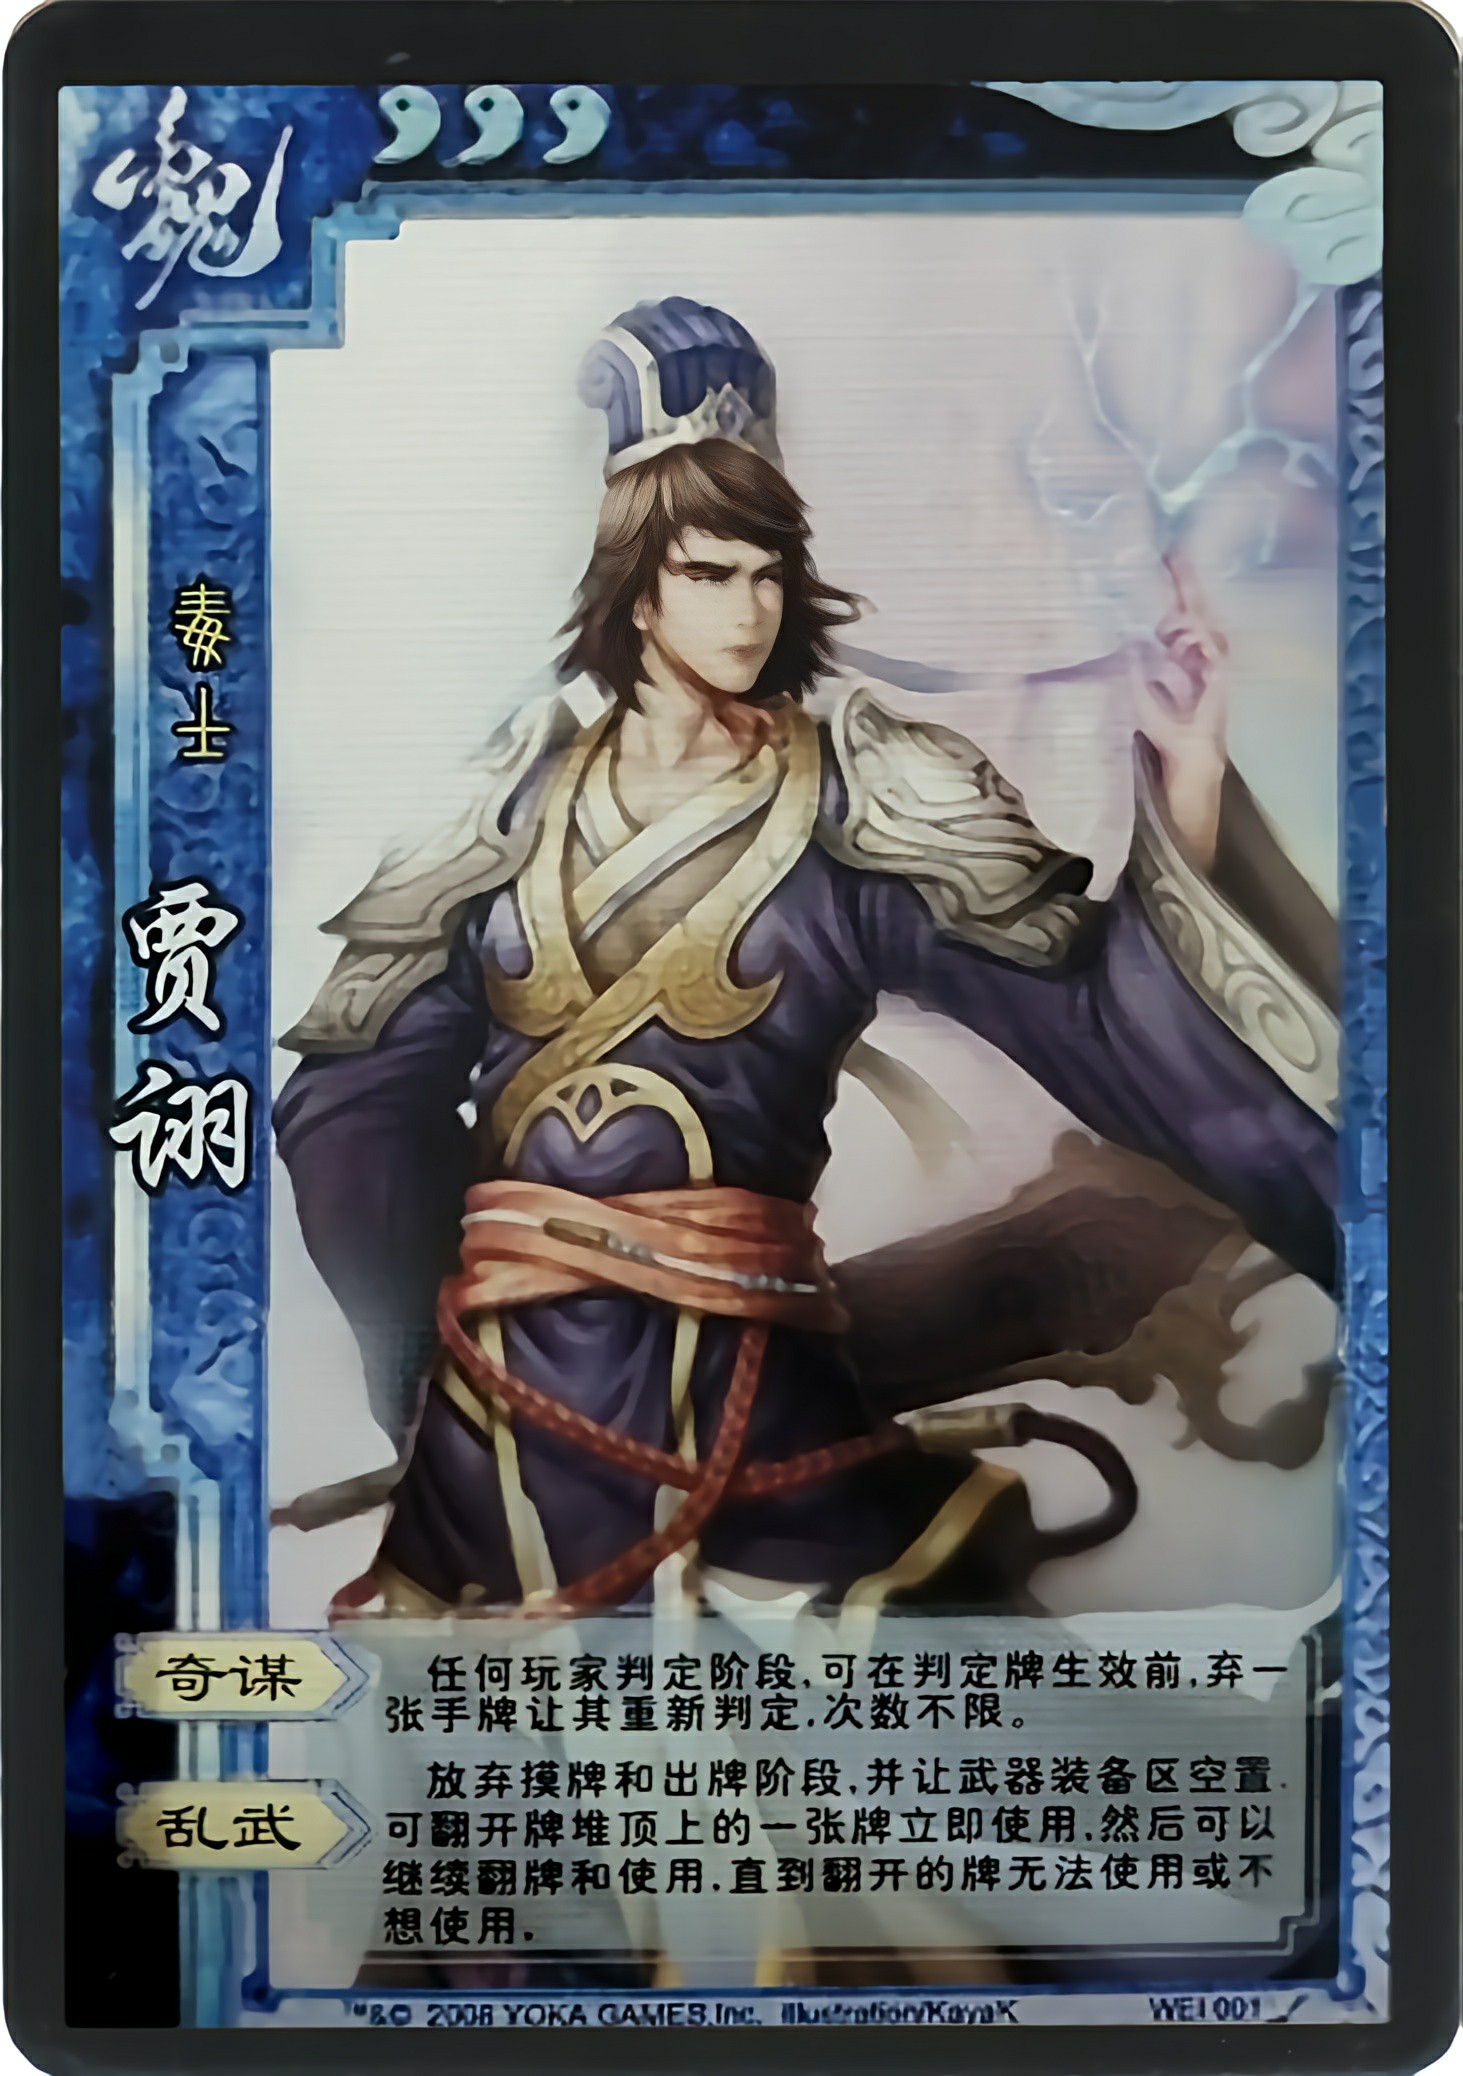 魏
毒士
贾诩
奇谋
任何玩家判定阶段,可在判定牌生效前,弃一
张手牌让其重新判定.次数不限。
乱武
放弃摸牌和出牌阶段,并让武器装备区空置.
可翻开牌堆顶上的一张牌立即使用.然后可以
继续翻牌和使用.直到翻开的牌无法使用或不
想使用.
™&© 2008 YOKA GAMES,Inc. Illustration/KayaK
WEI 001